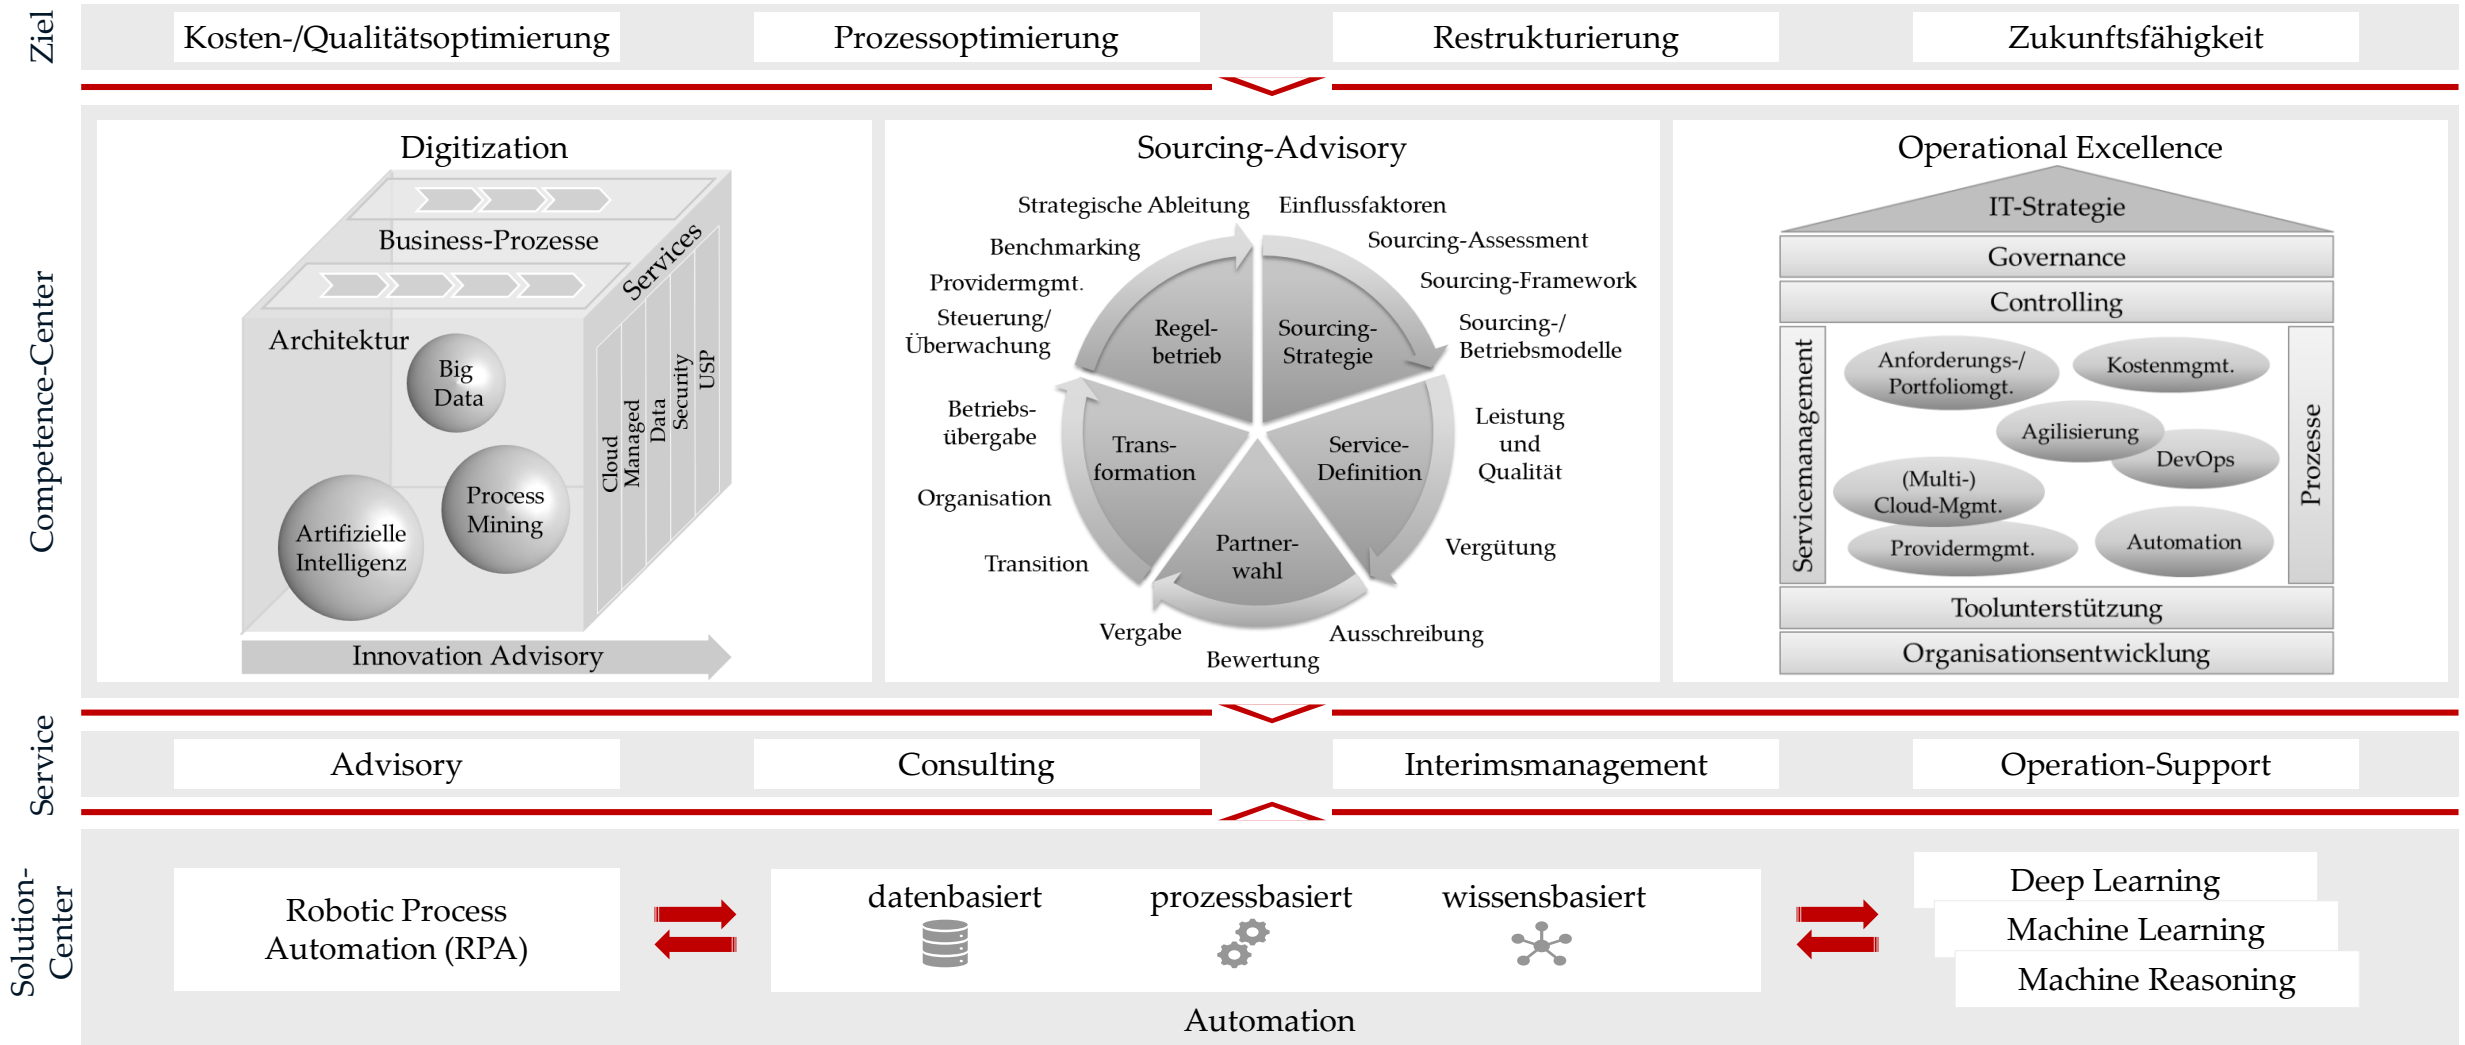 Ziel
Kosten-/Qualitätsoptimierung
Prozessoptimierung
Restrukturierung
Zukunftsfähigkeit
Competence-Center
Digitization
Business-Prozesse
Services
Architektur
Big
Data
Process
Mining
Artifizielle
Intelligenz
Cloud
Managed
Data
Security
USP
Innovation Advisory
Sourcing-Advisory
Strategische Ableitung
Benchmarking
Providermgmt.
Steuerung/
Überwachung
Betriebs-
übergabe
Organisation
Transition
Vergabe
Bewertung
Ausschreibung
Vergütung
Leistung
und
Qualität
Sourcing-/
Betriebsmodelle
Sourcing-Framework
Sourcing-Assessment
Einflussfaktoren
Regel-
betrieb
Sourcing-
Strategie
Service-
Definition
Partner-
wahl
Trans-
formation
Operational Excellence
IT-Strategie
Governance
Controlling
Servicemanagement
Anforderungs-/
Portfoliomgt.
Kostenmgmt.
Agilisierung
DevOps
(Multi-)
Cloud-Mgmt.
Providermgmt.
Automation
Prozesse
Toolunterstützung
Organisationsentwicklung
Service
Advisory
Consulting
Interimsmanagement
Operation-Support
Solution-
Center
Robotic Process
Automation (RPA)
datenbasiert
prozessbasiert
wissensbasiert
Deep Learning
Machine Learning
Machine Reasoning
Automation